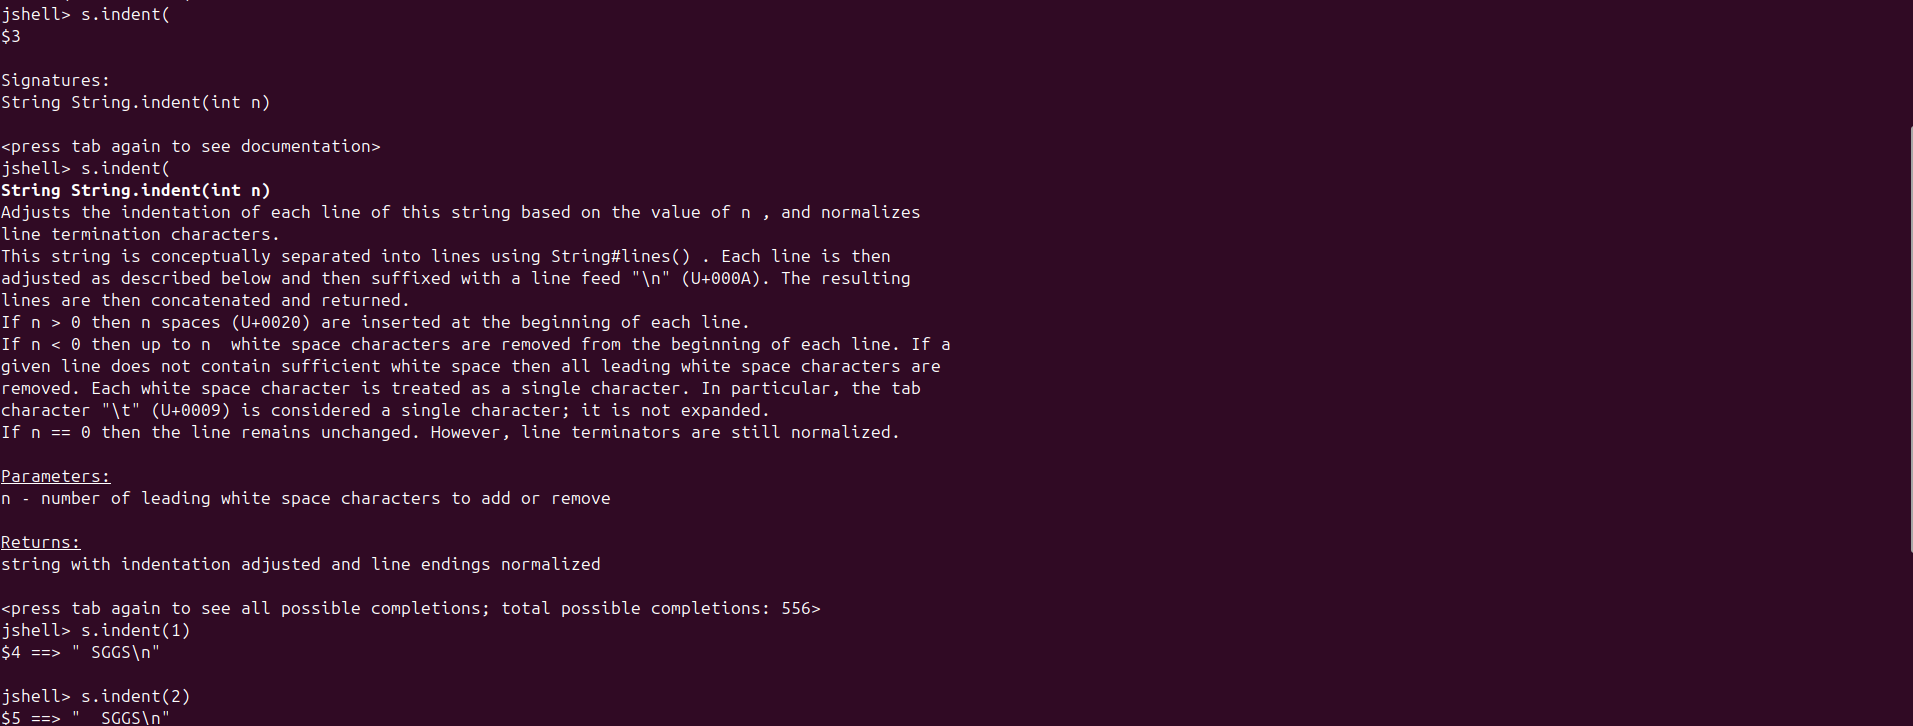 jshell> s.indent(
$3
Signatures:
String String.indent(int n)
<press tab again to see documentation>
jshell> s.indent(
String String.indent(int n)
Adjusts the indentation of each line of this string based on the value of n , and normalizes
line termination characters.
This string is conceptually separated into lines using String#lines() . Each line is then
adjusted as described below and then suffixed with a line feed "\n" (U+000A). The resulting
lines are then concatenated and returned.
If n > 0 then n spaces (U+0020) are inserted at the beginning of each line.
If n < 0 then up to n  white space characters are removed from the beginning of each line. If a
given line does not contain sufficient white space then all leading white space characters are
removed. Each white space character is treated as a single character. In particular, the tab
character "\t" (U+0009) is considered a single character; it is not expanded.
If n == 0 then the line remains unchanged. However, line terminators are still normalized.
Parameters:
n - number of leading white space characters to add or remove
Returns:
string with indentation adjusted and line endings normalized
<press tab again to see all possible completions; total possible completions: 556>
jshell> s.indent(1)
$4 ==> " SGGS\n"
jshell> s.indent(2)
$5 ==> "  SGGS\n"